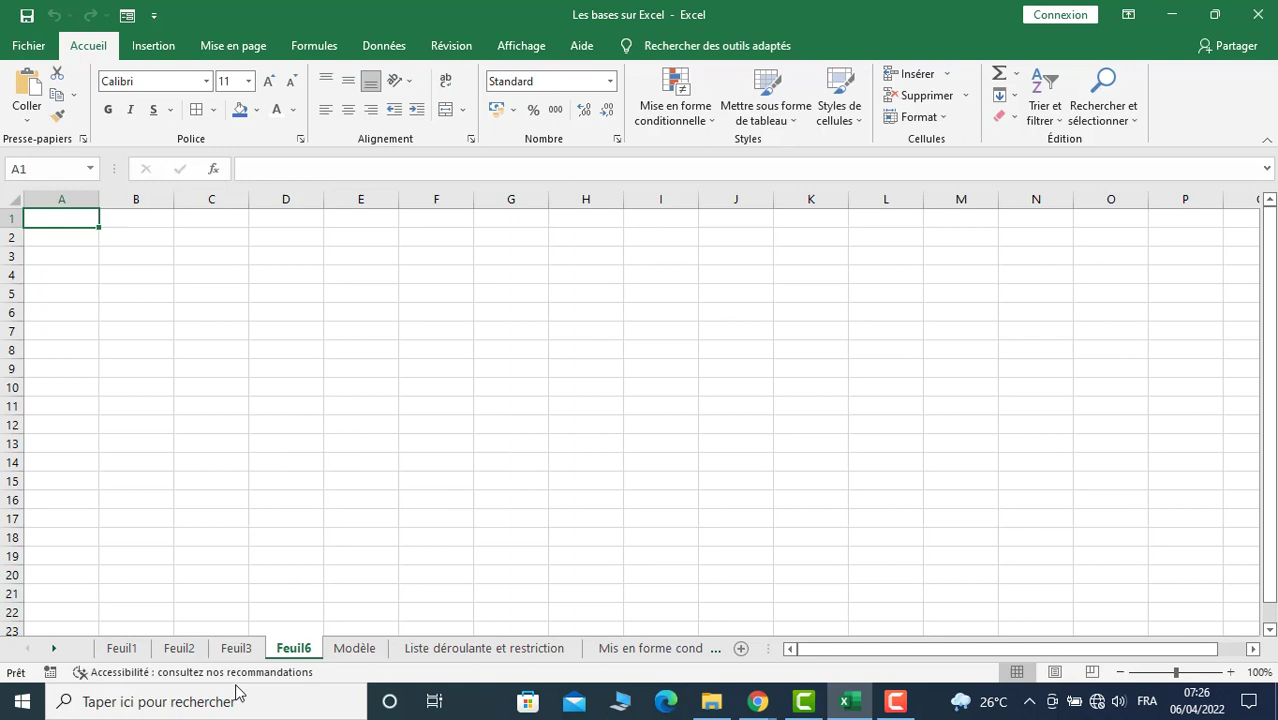 Les bases sur Excel - Excel
Connexion
Fichier Accueil Insertion Mise en page Formules Données Révision Affichage Aide Rechercher des outils adaptés Partager
Coller
Calibri 11
G I S A
ab
Standard
% 000
Mise en forme conditionnelle
Mettre sous forme de tableau
Styles de cellules
Insérer
Supprimer
Format
Trier et filtrer
Rechercher et sélectionner
Presse-papiers Police Alignement Nombre Styles Cellules Édition
A1 fx
A B C D E F G H I J K L M N O P
1
2
3
4
5
6
7
8
9
10
11
12
13
14
15
16
17
18
19
20
21
22
23
Feuil1 Feuil2 Feuil3 Feuil6 Modèle Liste déroulante et restriction Mis en forme cond ...
Prêt Accessibilité : consultez nos recommandations 100%
Taper ici pour rechercher 26°C FRA 07:26
06/04/2022